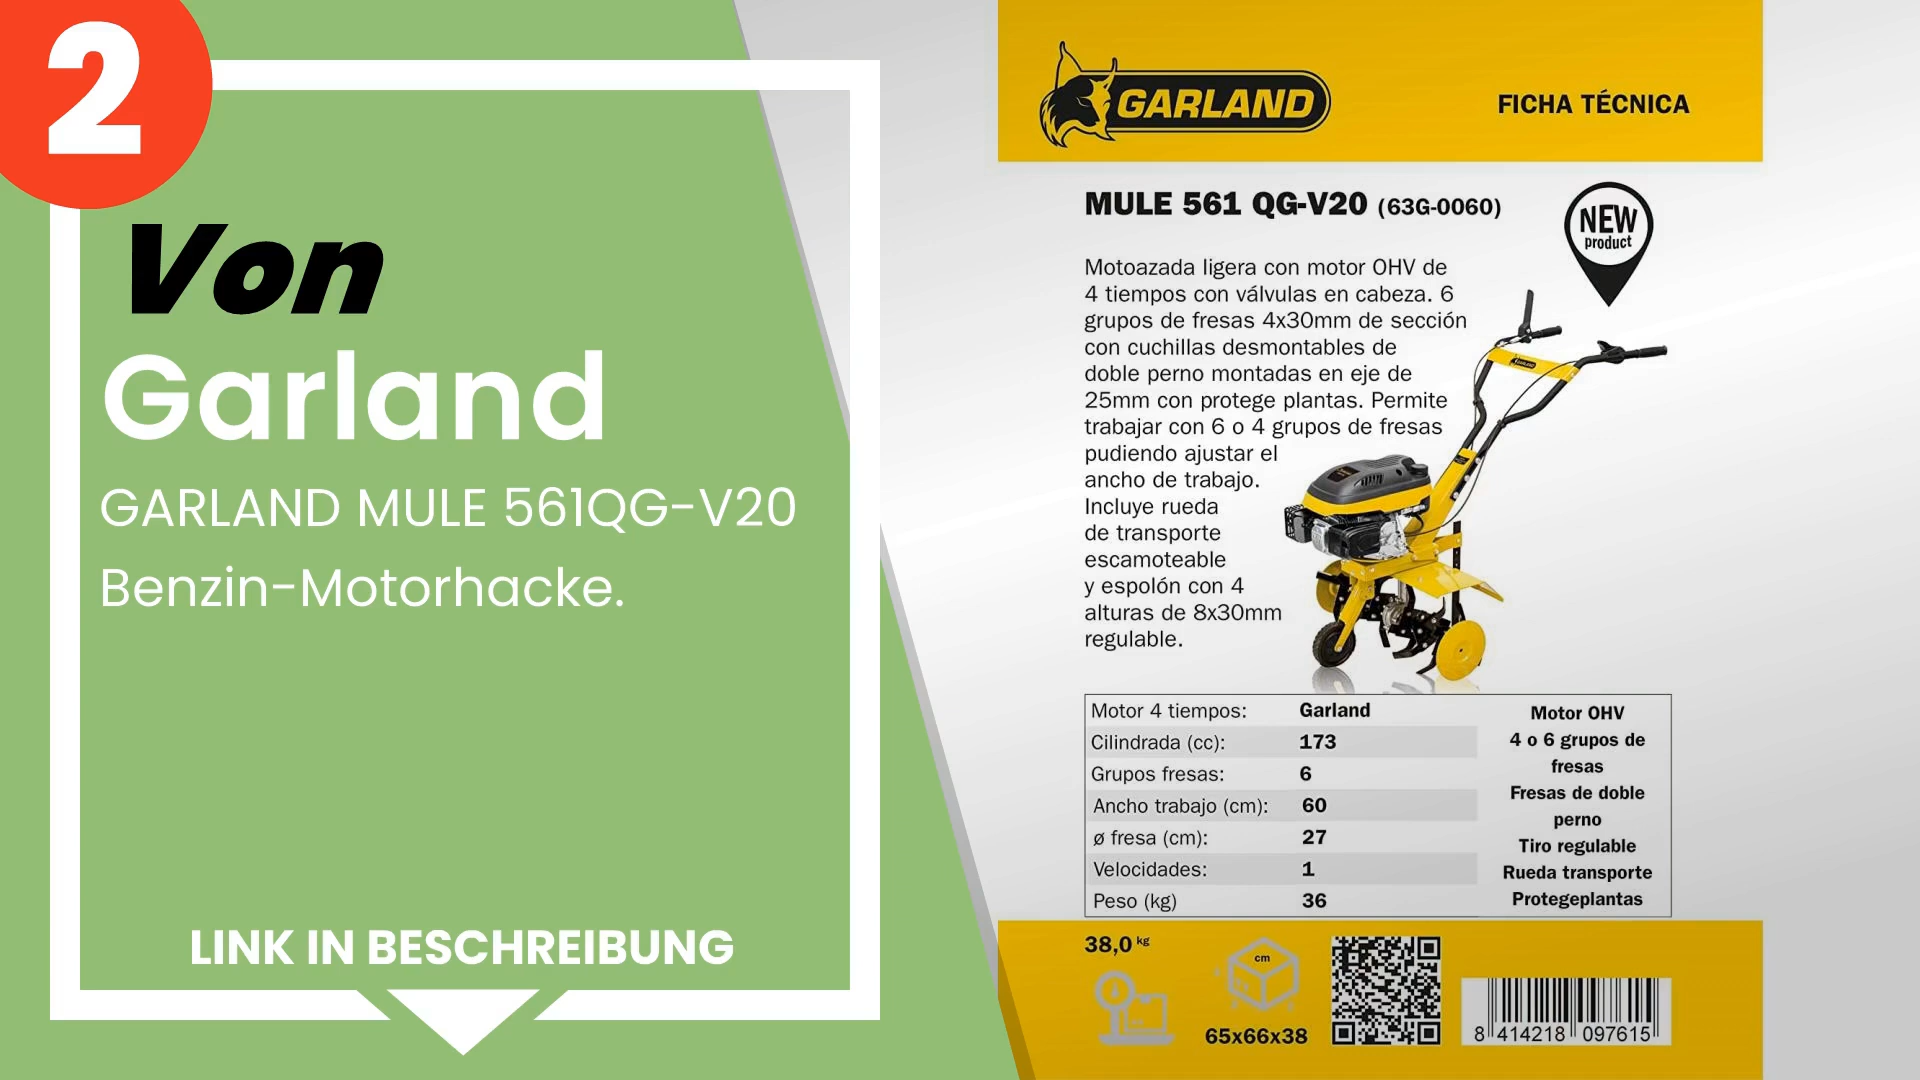 2
Von
Garland
GARLAND MULE 561QG-V20
Benzin-Motorhacke.
LINK IN BESCHREIBUNG
GARLAND
FICHA TÉCNICA
MULE 561 QG-V20 (63G-0060)
NEW
product
Motoazada ligera con motor OHV de
4 tiempos con válvulas en cabeza. 6
grupos de fresas 4x30mm de sección
con cuchillas desmontables de
doble perno montadas en eje de
25mm con protege plantas. Permite
trabajar con 6 o 4 grupos de fresas
pudiendo ajustar el
ancho de trabajo.
Incluye rueda
de transporte
escamoteable
y espolón con 4
alturas de 8x30mm
regulable.
Motor 4 tiempos: Garland
Cilindrada (cc): 173
Grupos fresas: 6
Ancho trabajo (cm): 60
ø fresa (cm): 27
Velocidades: 1
Peso (kg) 36
Motor OHV
4 o 6 grupos de
fresas
Fresas de doble
perno
Tiro regulable
Rueda transporte
Protegeplantas
38,0 kg
cm
65x66x38
8 414218 097615